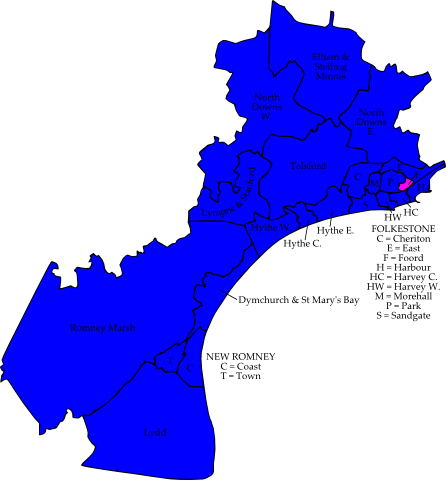 Elham &
Stelling
Minnis
North
Downs
W.
North
Downs
E.
Tolsford
C
M
P
Lympne & Stanford
Hythe W.
Hythe E.
Hythe C.
HW
HC
FOLKESTONE
C = Cheriton
E = East
F = Foord
H = Harbour
HC = Harvey C.
HW = Harvey W.
M = Morehall
P = Park
S = Sandgate
Dymchurch & St Mary's Bay
Romney Marsh
NEW ROMNEY
C = Coast
T = Town
T
C
Lydd